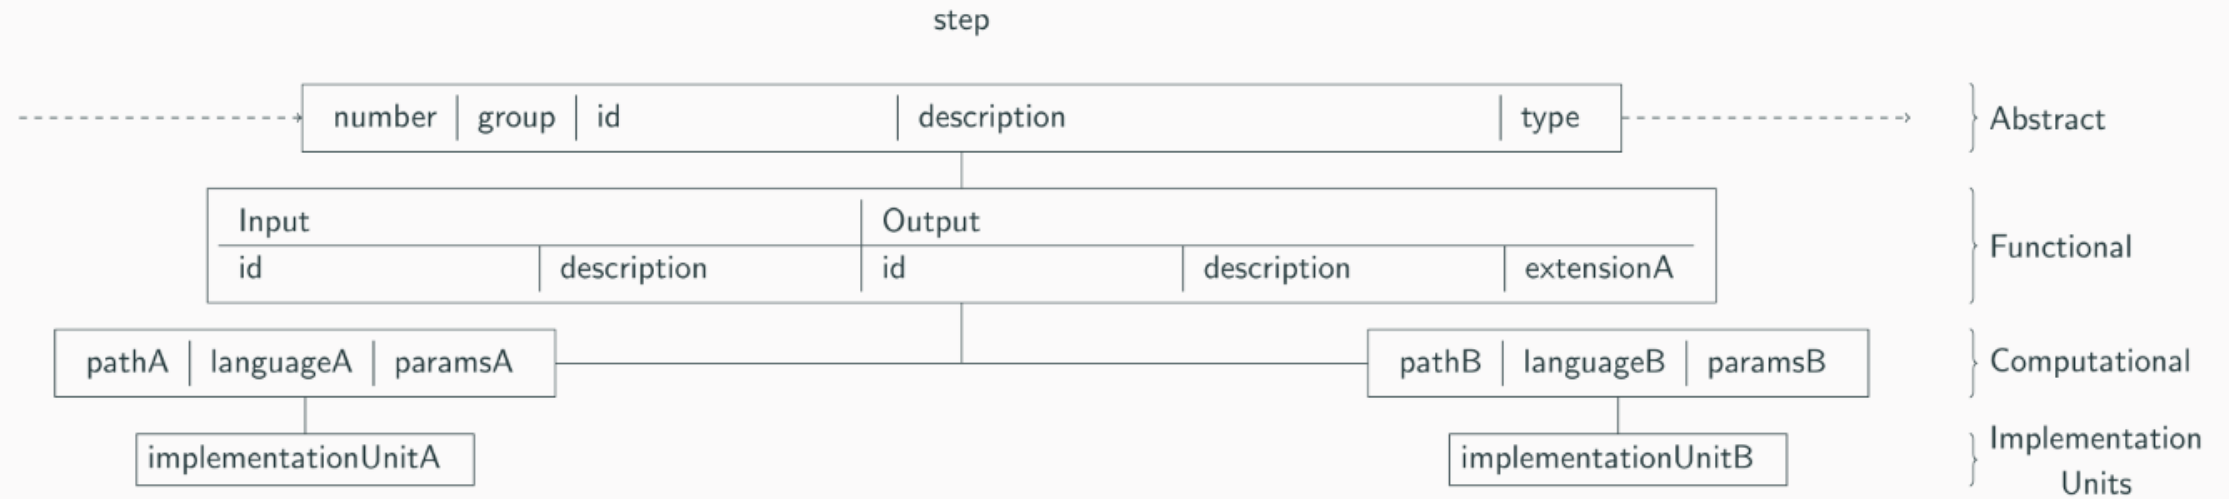 step
number group id description type Abstract
Input Output
Functional
id description id description extensionA
pathA languageA paramsA pathB languageB paramsB Computational
implementationUnitA implementationUnitB Implementation
Units